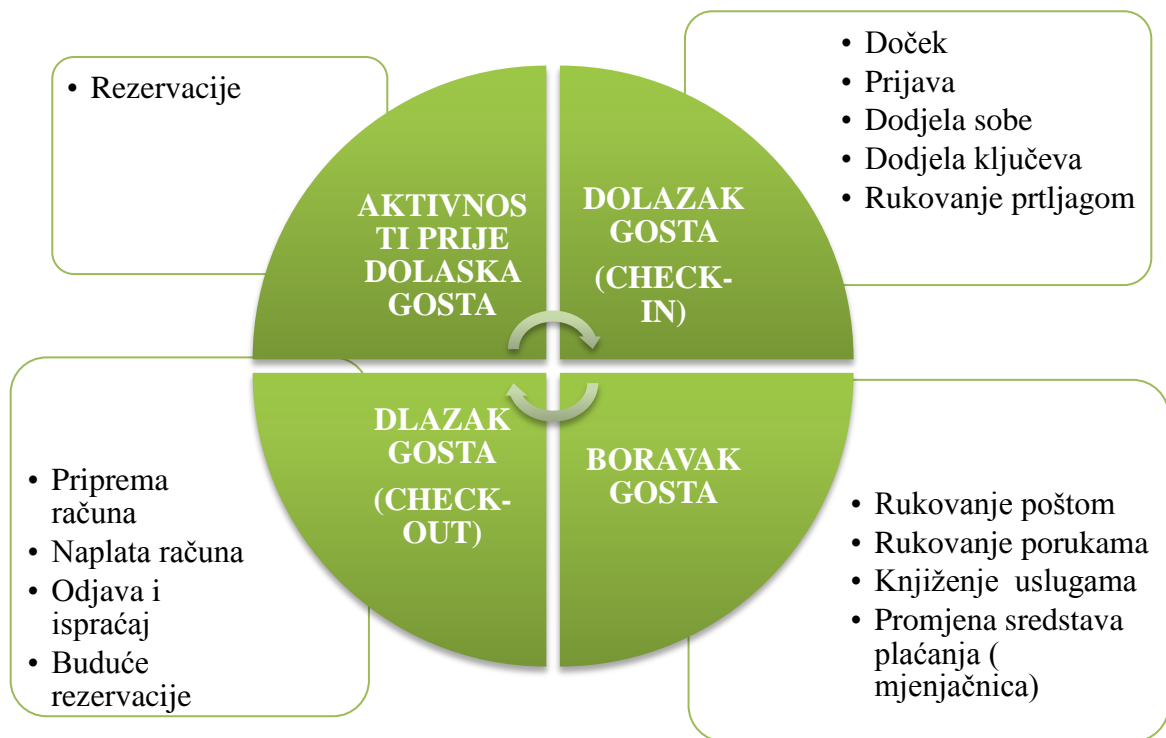 • Rezervacije
AKTIVNOS
TI PRIJE
DOLASKA
GOSTA
DOLAZAK
GOSTA
(CHECK-
IN)
• Doček
• Prijava
• Dodjela sobe
• Dodjela ključeva
• Rukovanje prtljagom
• Priprema
računa
• Naplata računa
• Odjava i
ispraćaj
• Buduće
rezervacije
DLAZAK
GOSTA
(CHECK-
OUT)
BORAVAK
GOSTA
• Rukovanje poštom
• Rukovanje porukama
• Knjiženje  uslugama
• Promjena sredstava
plaćanja (
mjenjačnica)